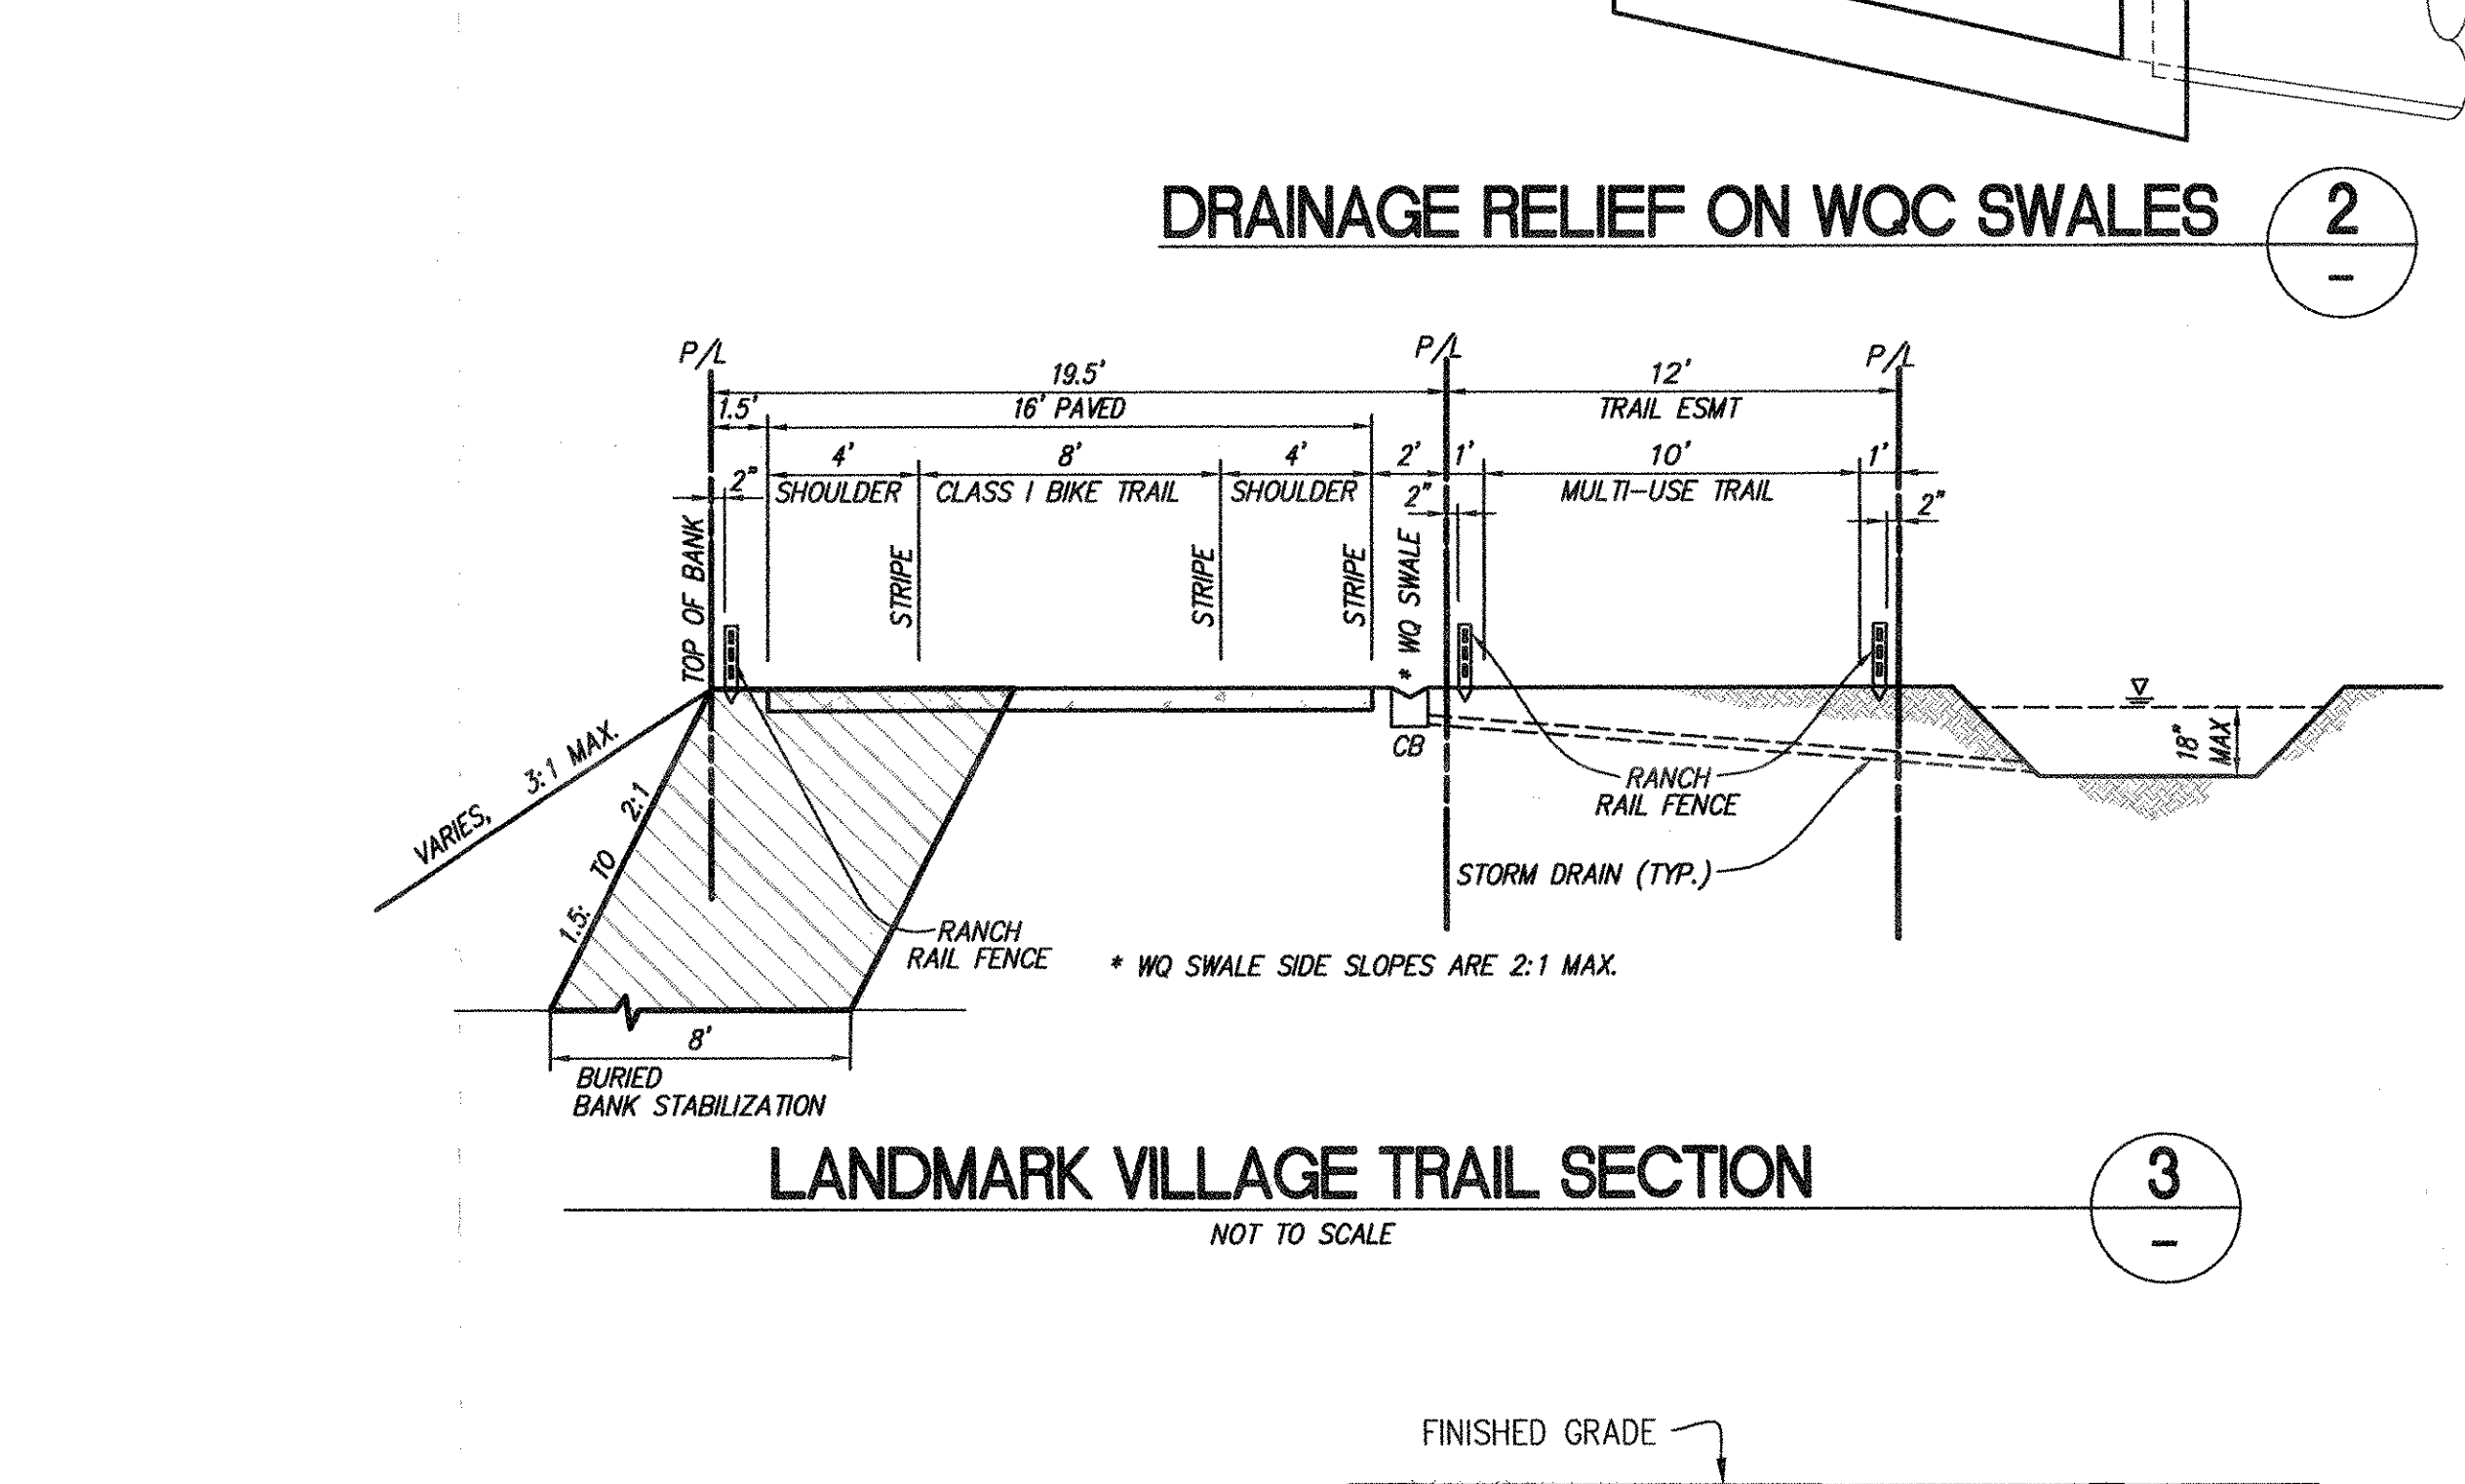 DRAINAGE RELIEF ON WQC SWALES
2
-
P/L
P/L
P/L
19.5'
12'
1.5'
16' PAVED
TRAIL ESMT
4'
8'
4'
2'
1'
10'
1'
2"
SHOULDER
CLASS I BIKE TRAIL
SHOULDER
2"
MULTI-USE TRAIL
2"
TOP OF BANK
STRIPE
STRIPE
STRIPE
* WQ SWALE
VARIES, 3:1 MAX.
1.5: TO 2:1
CB
18"
MAX
RANCH
RAIL FENCE
STORM DRAIN (TYP.)
RANCH
RAIL FENCE
* WQ SWALE SIDE SLOPES ARE 2:1 MAX.
8'
BURIED
BANK STABILIZATION
LANDMARK VILLAGE TRAIL SECTION
3
-
NOT TO SCALE
FINISHED GRADE